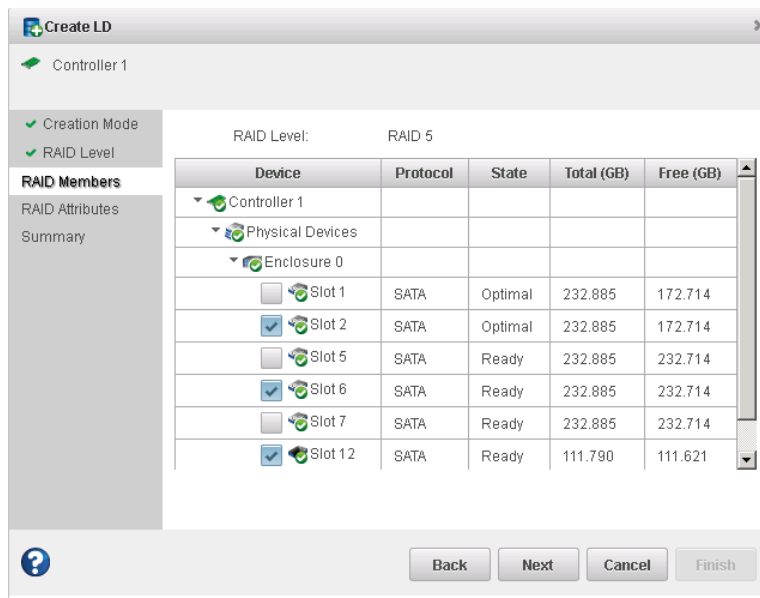 Create LD
Controller 1
Creation Mode
RAID Level
RAID Members
RAID Attributes
Summary
RAID Level: RAID 5
Device Protocol State Total (GB) Free (GB)
Controller 1
Physical Devices
Enclosure 0
Slot 1 SATA Optimal 232.885 172.714
Slot 2 SATA Optimal 232.885 172.714
Slot 5 SATA Ready 232.885 232.714
Slot 6 SATA Ready 232.885 232.885
Slot 7 SATA Ready 232.885 232.714
Slot 12 SATA Ready 111.790 111.621
? Back Next Cancel Finish